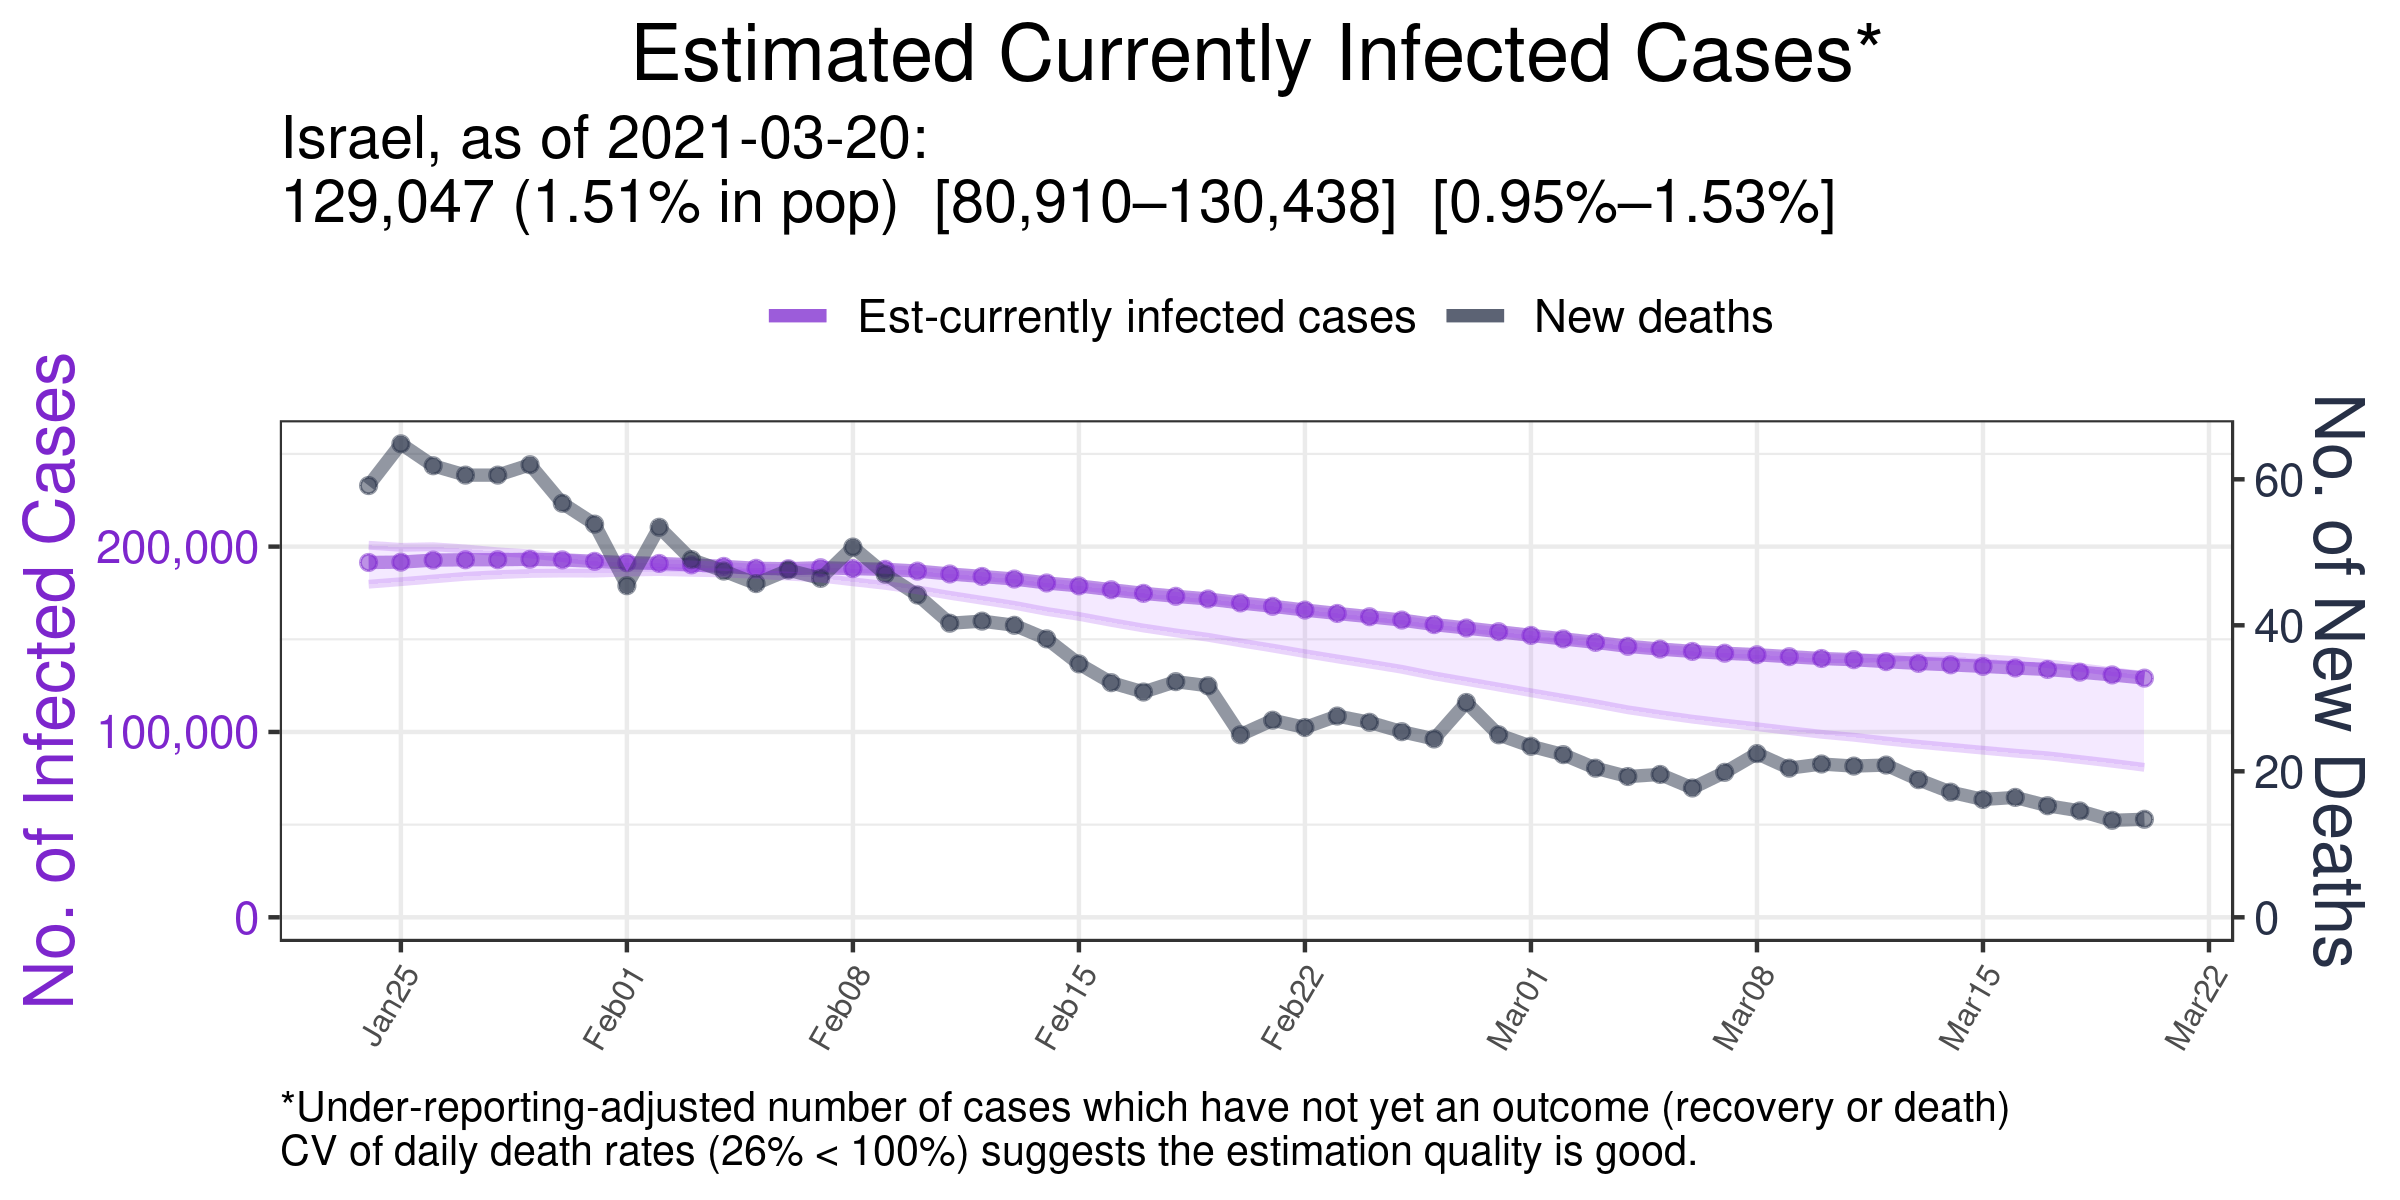 Estimated Currently Infected Cases*
Israel, as of 2021-03-20:
129,047 (1.51% in pop) [80,910–130,438] [0.95%–1.53%]
Est-currently infected cases New deaths
No. of Infected Cases
200,000
100,000
0
60
40
20
0
No. of New Deaths
Jan25
Feb01
Feb08
Feb15
Feb22
Mar01
Mar08
Mar15
Mar22
*Under-reporting-adjusted number of cases which have not yet an outcome (recovery or death)
CV of daily death rates (26% < 100%) suggests the estimation quality is good.